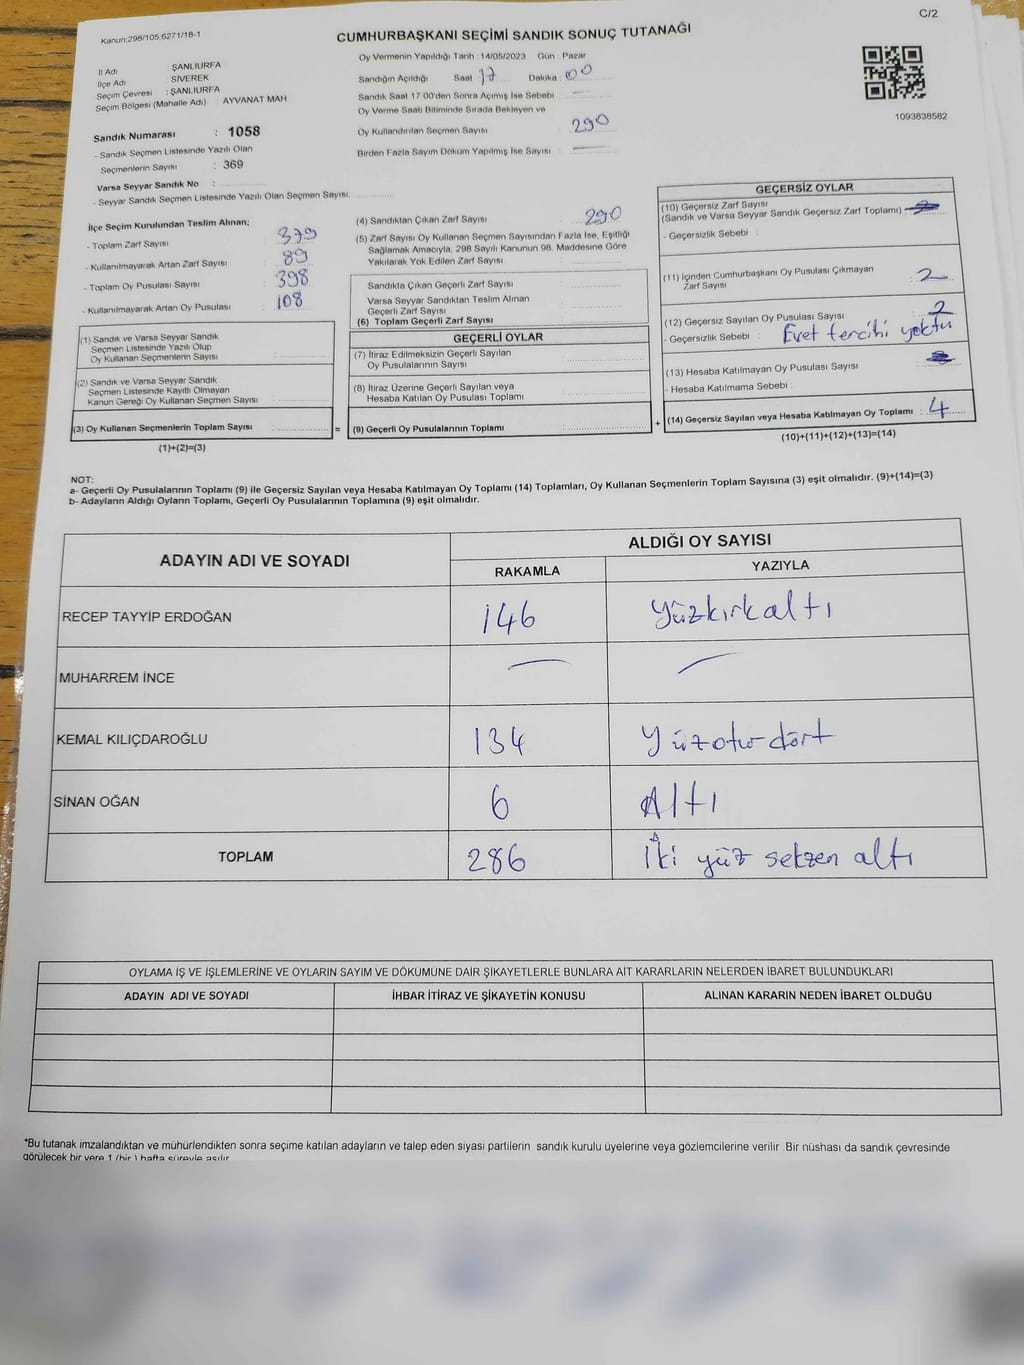 C/2
Kanun:298/105;6271/18-1
CUMHURBAŞKANI SEÇİMİ SANDIK SONUÇ TUTANAĞI
İl Adı : ŞANLIURFA
İlçe Adı SİVEREK
Seçim Çevresi : ŞANLIURFA
Seçim Bölgesi (Mahalle Adı) : AYVANAT MAH
Sandık Numarası : 1058
- Sandık Seçmen Listesinde Yazılı Olan
Seçmenlerin Sayısı : 369
Varsa Seyyar Sandık No :
- Seyyar Sandık Seçmen Listesinde Yazılı Olan Seçmen Sayısı:
Oy Vermenin Yapıldığı Tarih : 14/05/2023 Gün : Pazar
Sandığın Açıldığı Saat 17 Dakika : 00
Sandık Saat 17:00'den Sonra Açımış İse Sebebi : —
Oy Verme Saati Bitiminde Sırada Bekleyen ve
Oy Kullandırılan Seçmen Sayısı 290
Birden Fazla Sayım Döküm Yapılmış İse Sayısı —
1093838582
İlçe Seçim Kurulundan Teslim Alınan;
- Toplam Zarf Sayısı : 379
- Kullanılmayarak Artan Zarf Sayısı : 89
- Toplam Oy Pusulası Sayısı : 398
- Kullanılmayarak Artan Oy Pusulası : 108
(1) Sandık ve Varsa Seyyar Sandık
Seçmen Listesinde Yazılı Olup
Oy Kullanan Seçmenlerin Sayısı
(2) Sandık ve Varsa Seyyar Sandık
Seçmen Listesinde Kayıtlı Olmayan
Kanun Gereği Oy Kullanan Seçmen Sayısı
(3) Oy Kullanan Seçmenlerin Toplam Sayısı : =
(1)+(2)=(3)
(4) Sandıktan Çıkan Zarf Sayısı 290
(5) Zarf Sayısı Oy Kullanan Seçmen Sayısından Fazla İse, Eşitliği
Sağlamak Amacıyla, 298 Sayılı Kanunun 98. Maddesine Göre
Yakılarak Yok Edilen Zarf Sayısı
Sandıkta Çıkan Geçerli Zarf Sayısı
Varsa Seyyar Sandıktan Teslim Alınan
Geçerli Zarf Sayısı
(6) Toplam Geçerli Zarf Sayısı
GEÇERLİ OYLAR
(7) İtiraz Edilmeksizin Geçerli Sayılan
Oy Pusulalarının Sayısı
(8) İtiraz Üzerine Geçerli Sayılan veya
Hesaba Katılan Oy Pusulası Toplamı
(9) Geçerli Oy Pusulalarının Toplamı : +
GEÇERSİZ OYLAR
(10) Geçersiz Zarf Sayısı
(Sandık ve Varsa Seyyar Sandık Geçersiz Zarf Toplamı)
- Geçersizlik Sebebi :
(11) İçinden Cumhurbaşkanı Oy Pusulası Çıkmayan
Zarf Sayısı 2
(12) Geçersiz Sayılan Oy Pusulası Sayısı 2
- Geçersizlik Sebebi : Evet tercihi yoktu
(13) Hesaba Katılmayan Oy Pusulası Sayısı
- Hesaba Katılmama Sebebi :
(14) Geçersiz Sayılan veya Hesaba Katılmayan Oy Toplamı : 4
(10)+(11)+(12)+(13)=(14)
NOT:
a- Geçerli Oy Pusulalarının Toplamı (9) ile Geçersiz Sayılan veya Hesaba Katılmayan Oy Toplamı (14) Toplamları, Oy Kullanan Seçmenlerin Toplam Sayısına (3) eşit olmalıdır. (9)+(14)=(3)
b- Adayların Aldığı Oyların Toplamı, Geçerli Oy Pusulalarının Toplamına (9) eşit olmalıdır.
ADAYIN ADI VE SOYADI ALDIĞI OY SAYISI
RAKAMLA YAZIYLA
RECEP TAYYİP ERDOĞAN 146 yüzkırkaltı
MUHARREM İNCE — —
KEMAL KILIÇDAROĞLU 134 yüzotuzdört
SİNAN OĞAN 6 Altı
TOPLAM 286 İki yüz seksen altı
OYLAMA İŞ VE İŞLEMLERİNE VE OYLARIN SAYIM VE DÖKÜMÜNE DAİR ŞİKAYETLERLE BUNLARA AİT KARARLARIN NELERDEN İBARET BULUNDUKLARI
ADAYIN ADI VE SOYADI İHBAR İTİRAZ VE ŞİKAYETİN KONUSU ALINAN KARARIN NEDEN İBARET OLDUĞU
*Bu tutanak imzalandıktan ve mühürlendikten sonra seçime katılan adayların ve talep eden siyasi partilerin sandık kurulu üyelerine veya gözlemcilerine verilir .Bir nüshası da sandık çevresinde
görülecek bir yere 1 (bir ) hafta süreyle asılır.